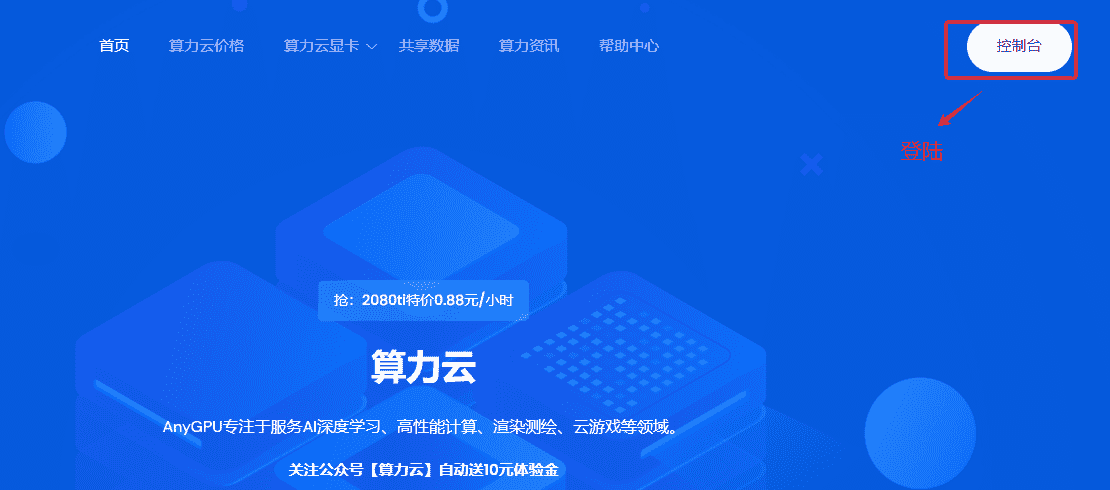 首页 算力云价格 算力云显卡 共享数据 算力资讯 帮助中心 控制台
登陆
抢：2080ti特价0.88元/小时
算力云
AnyGPU专注于服务AI深度学习、高性能计算、渲染测绘、云游戏等领域。
关注公众号【算力云】自动送10元体验金